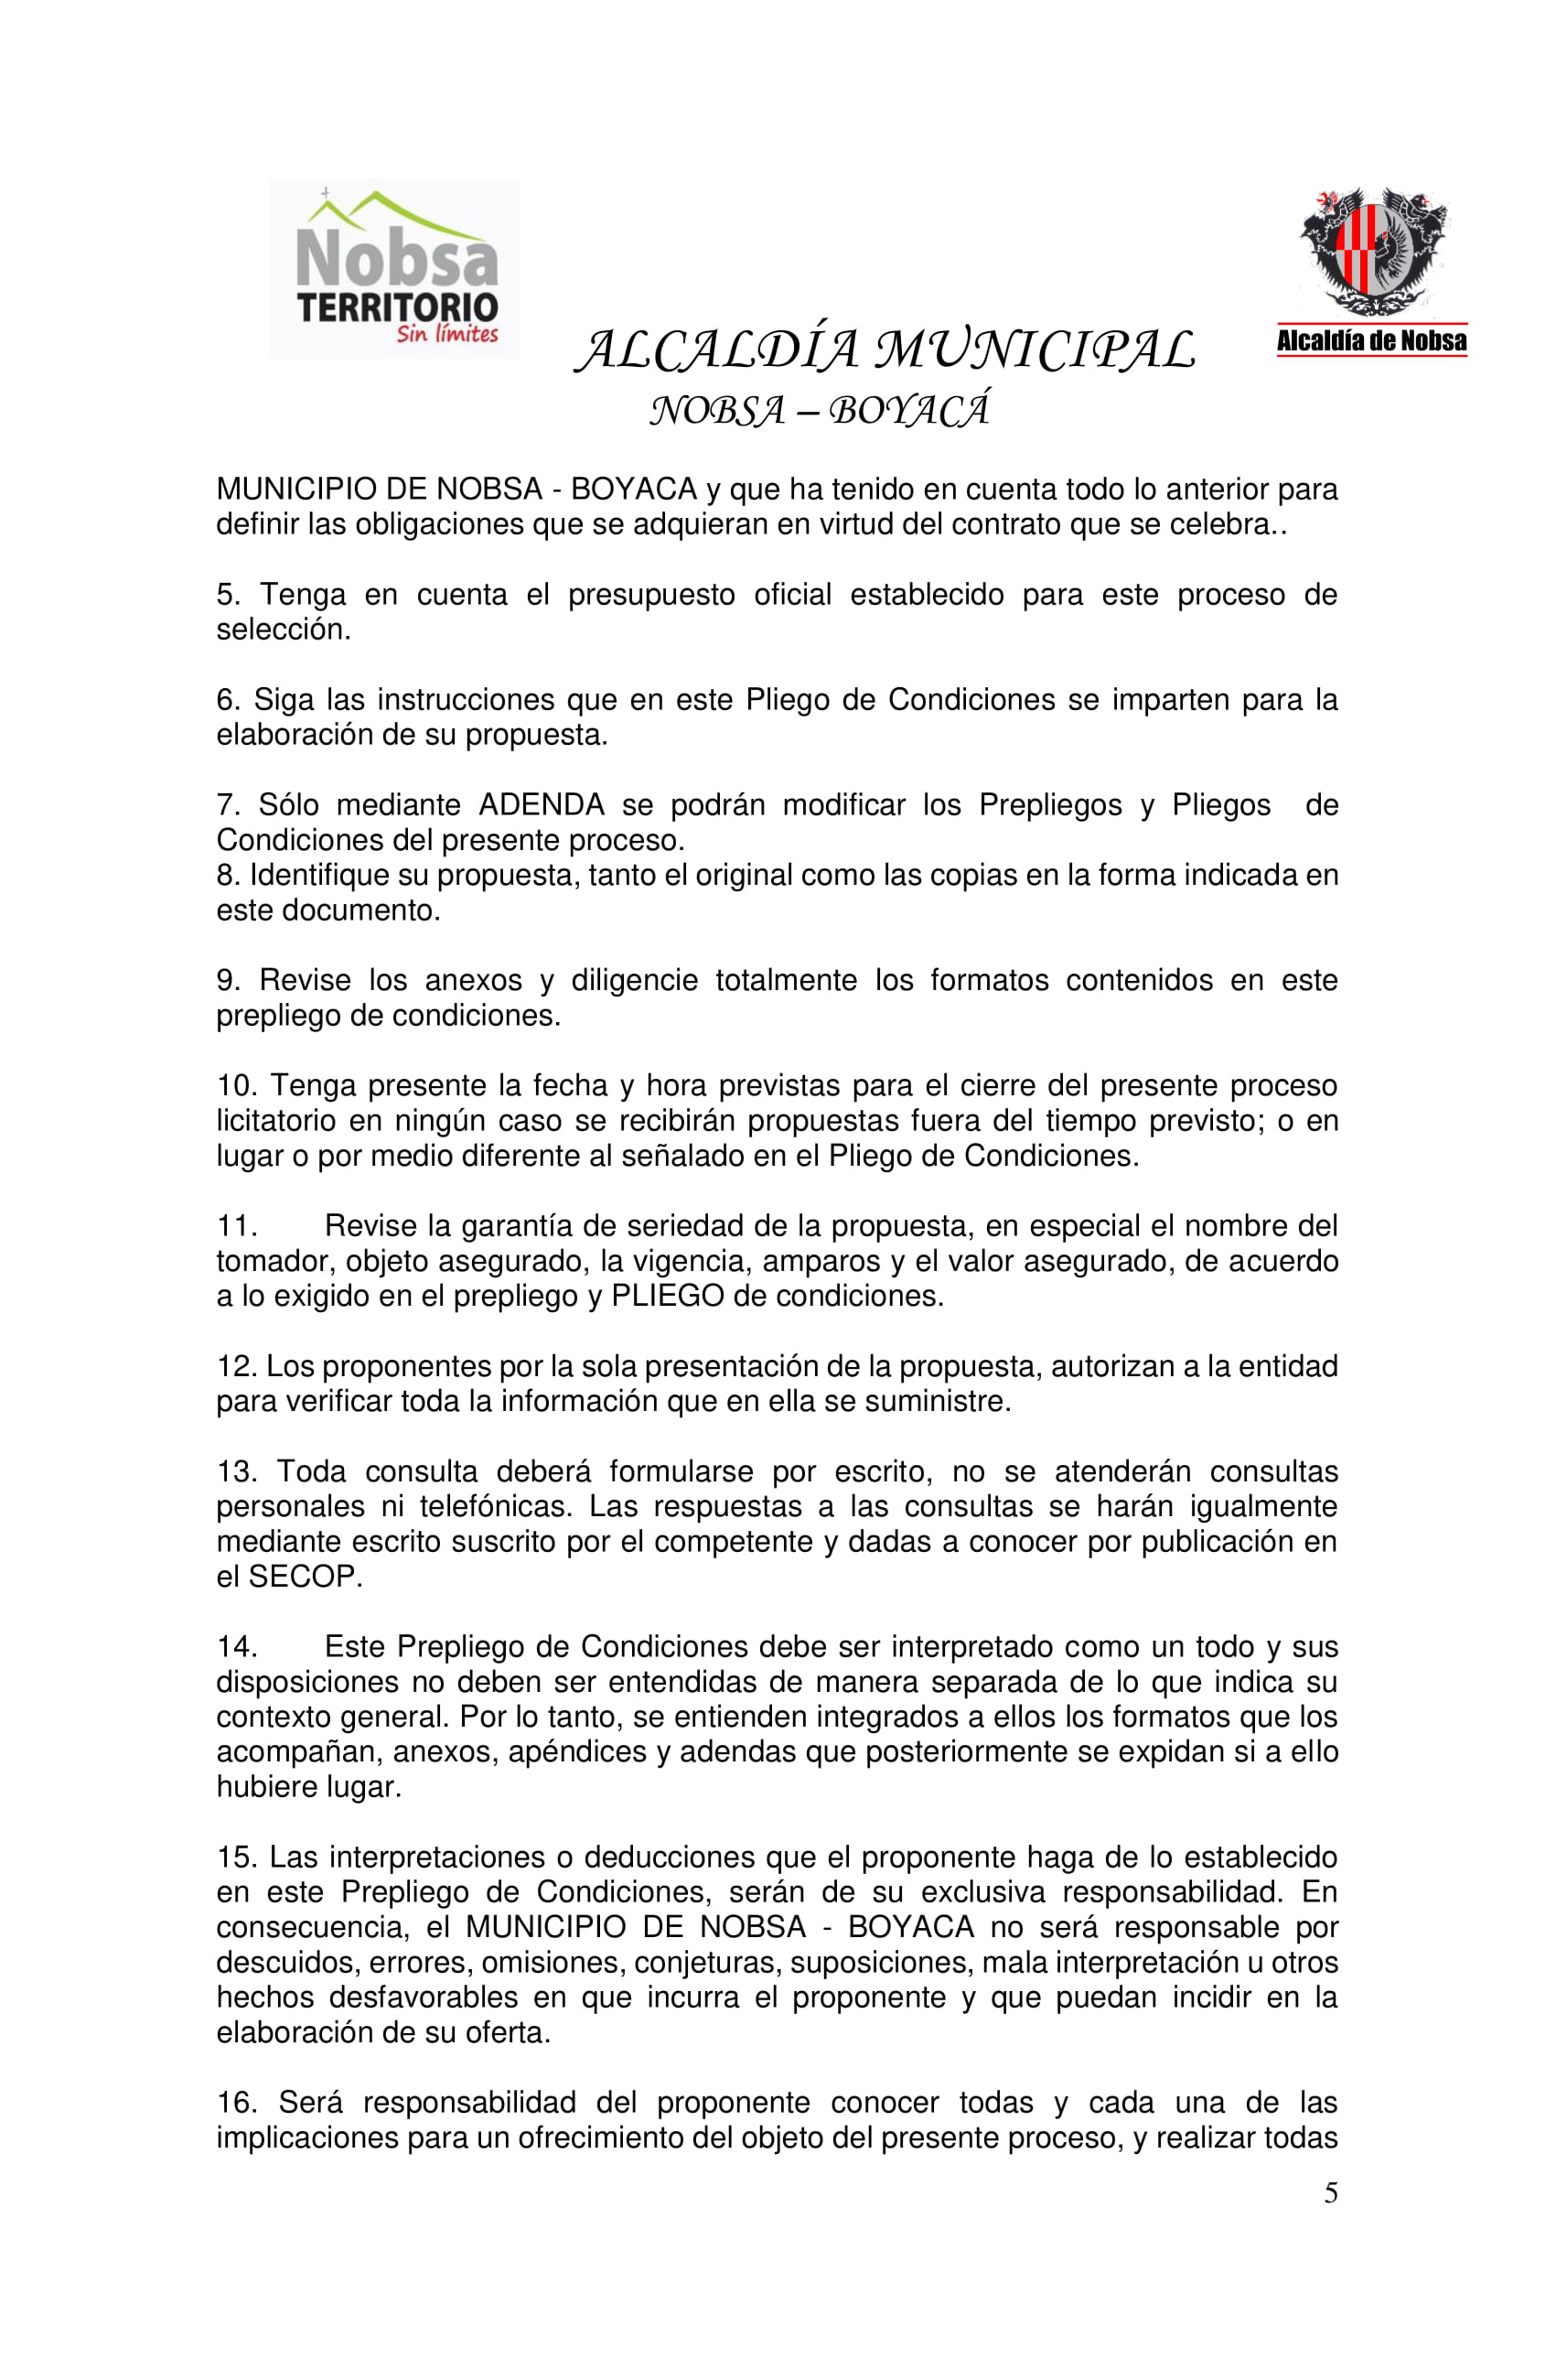 Nobsa
TERRITORIO
Sin límites
Alcaldía de Nobsa
ALCALDÍA MUNICIPAL
NOBSA – BOYACÁ
MUNICIPIO DE NOBSA - BOYACA y que ha tenido en cuenta todo lo anterior para
definir las obligaciones que se adquieran en virtud del contrato que se celebra..
5. Tenga en cuenta el presupuesto oficial establecido para este proceso de
selección.
6. Siga las instrucciones que en este Pliego de Condiciones se imparten para la
elaboración de su propuesta.
7. Sólo mediante ADENDA se podrán modificar los Prepliegos y Pliegos de
Condiciones del presente proceso.
8. Identifique su propuesta, tanto el original como las copias en la forma indicada en
este documento.
9. Revise los anexos y diligencie totalmente los formatos contenidos en este
prepliego de condiciones.
10. Tenga presente la fecha y hora previstas para el cierre del presente proceso
licitatorio en ningún caso se recibirán propuestas fuera del tiempo previsto; o en
lugar o por medio diferente al señalado en el Pliego de Condiciones.
11. Revise la garantía de seriedad de la propuesta, en especial el nombre del
tomador, objeto asegurado, la vigencia, amparos y el valor asegurado, de acuerdo
a lo exigido en el prepliego y PLIEGO de condiciones.
12. Los proponentes por la sola presentación de la propuesta, autorizan a la entidad
para verificar toda la información que en ella se suministre.
13. Toda consulta deberá formularse por escrito, no se atenderán consultas
personales ni telefónicas. Las respuestas a las consultas se harán igualmente
mediante escrito suscrito por el competente y dadas a conocer por publicación en
el SECOP.
14. Este Prepliego de Condiciones debe ser interpretado como un todo y sus
disposiciones no deben ser entendidas de manera separada de lo que indica su
contexto general. Por lo tanto, se entienden integrados a ellos los formatos que los
acompañan, anexos, apéndices y adendas que posteriormente se expidan si a ello
hubiere lugar.
15. Las interpretaciones o deducciones que el proponente haga de lo establecido
en este Prepliego de Condiciones, serán de su exclusiva responsabilidad. En
consecuencia, el MUNICIPIO DE NOBSA - BOYACA no será responsable por
descuidos, errores, omisiones, conjeturas, suposiciones, mala interpretación u otros
hechos desfavorables en que incurra el proponente y que puedan incidir en la
elaboración de su oferta.
16. Será responsabilidad del proponente conocer todas y cada una de las
implicaciones para un ofrecimiento del objeto del presente proceso, y realizar todas
5